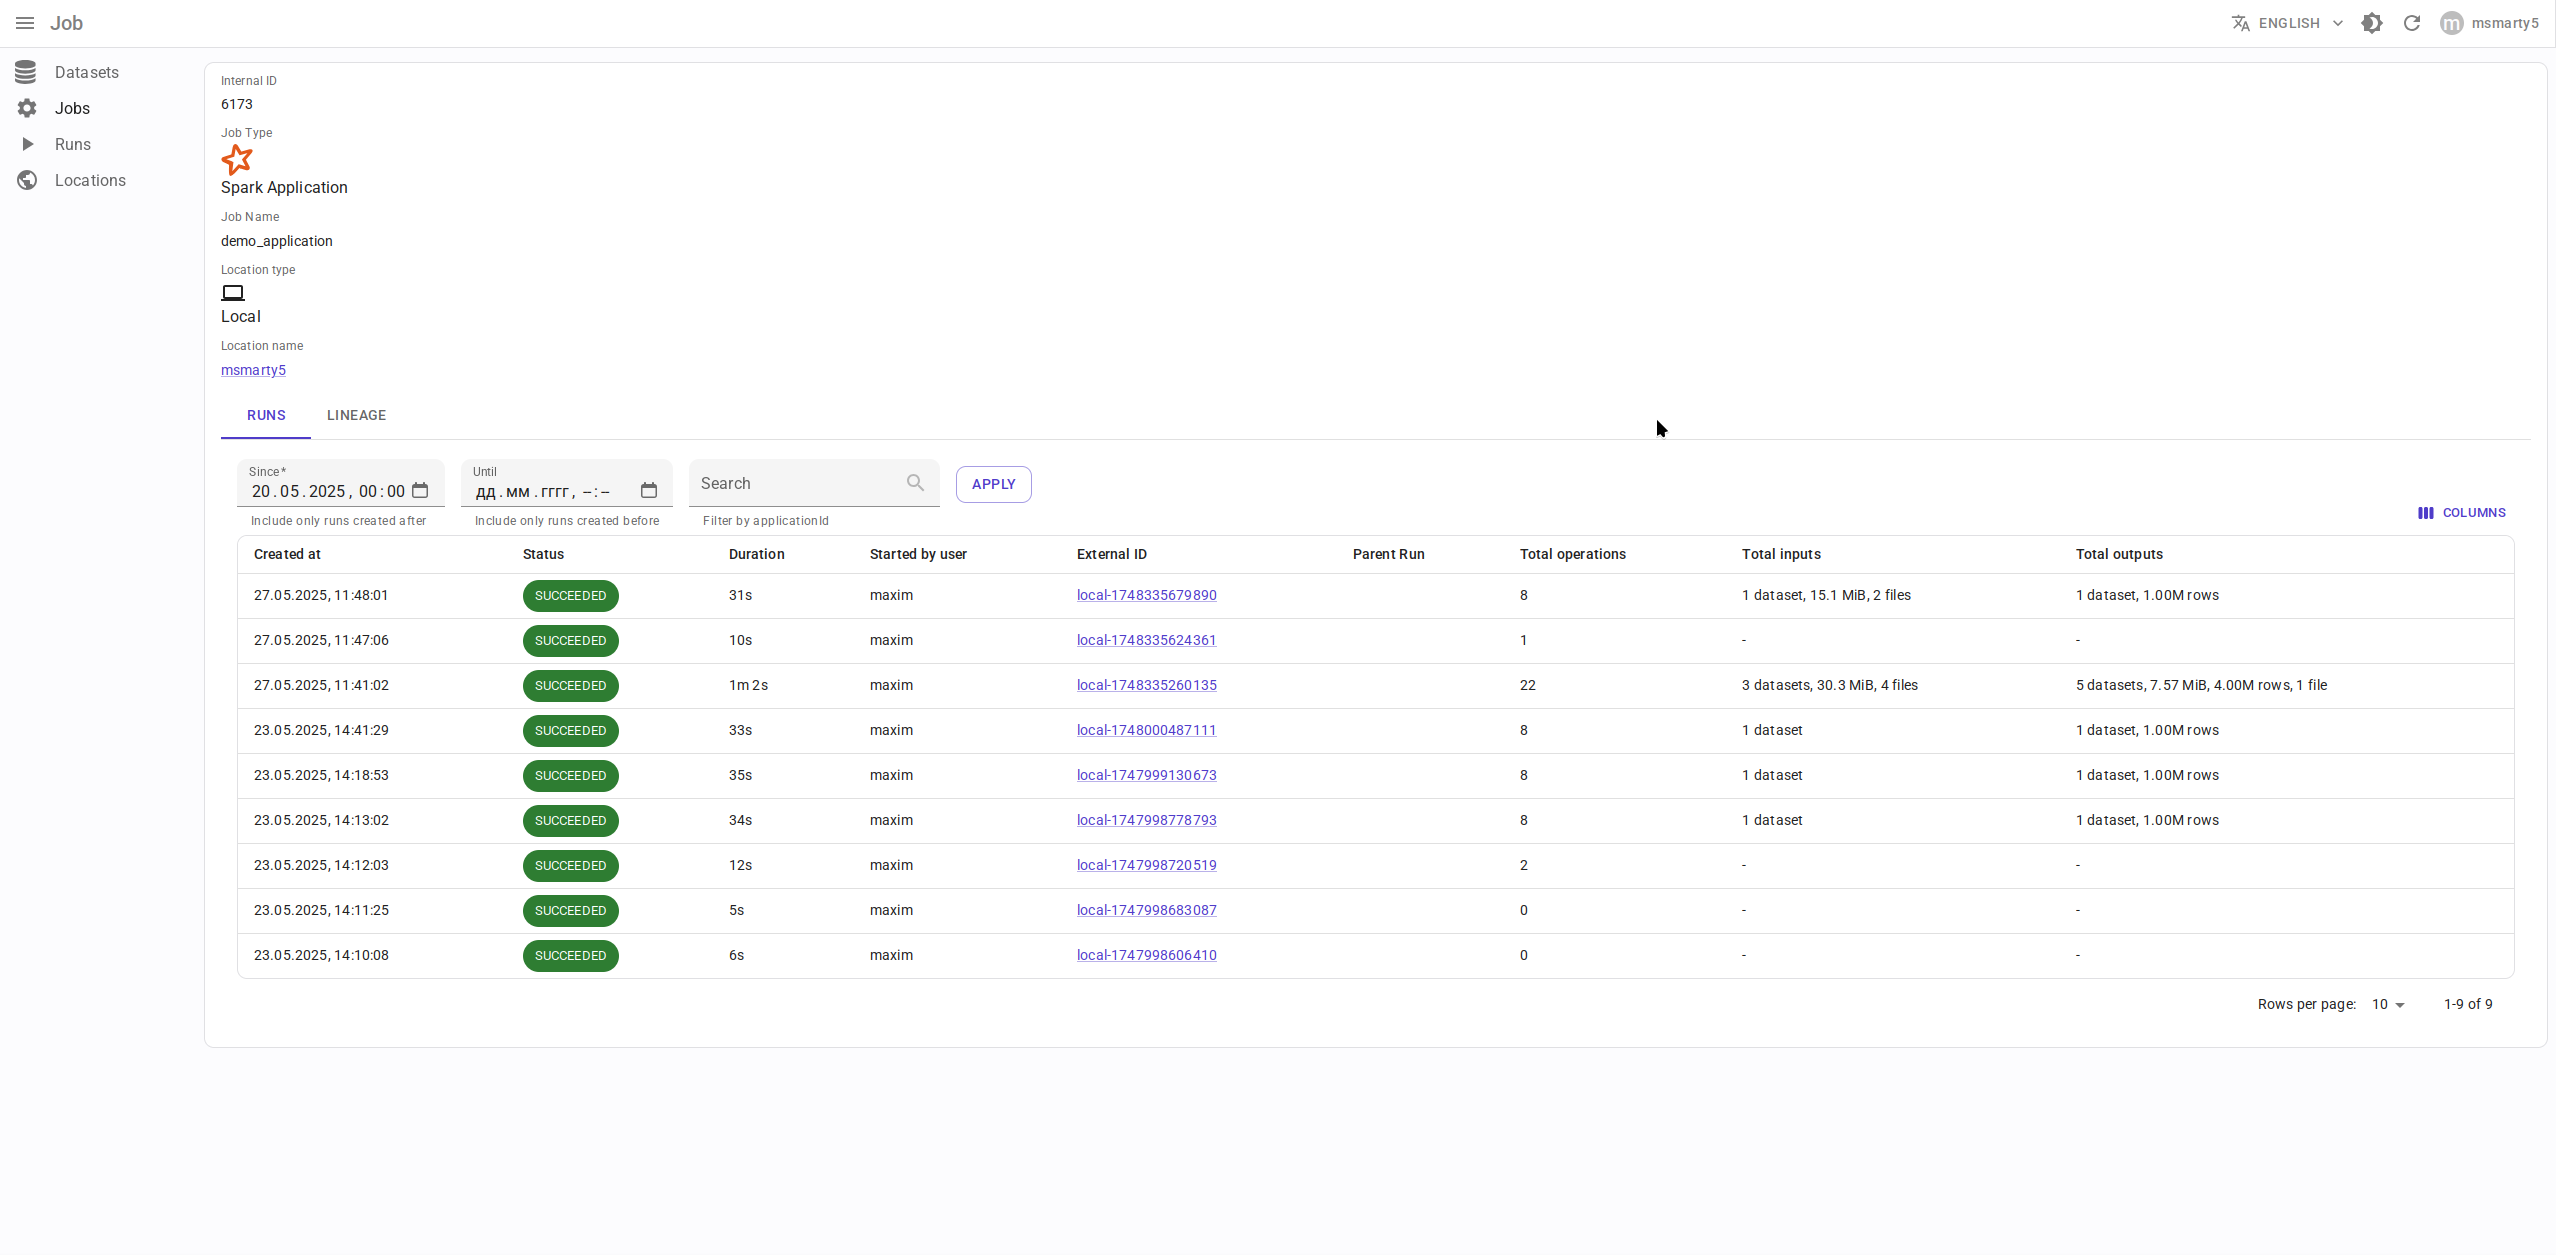 Job
ENGLISH
m
msmarty5
Datasets
Jobs
Runs
Locations
Internal ID
6173
Job Type
Spark Application
Job Name
demo_application
Location type
Local
Location name
msmarty5
RUNS LINEAGE
Since*
20.05.2025, 00:00
Include only runs created after
Until
дд.мм.гггг, --:--
Include only runs created before
Search
Filter by applicationId
APPLY
COLUMNS
Created at Status Duration Started by user External ID Parent Run Total operations Total inputs Total outputs
27.05.2025, 11:48:01 SUCCEEDED 31s maxim local-1748335679890 8 1 dataset, 15.1 MiB, 2 files 1 dataset, 1.00M rows
27.05.2025, 11:47:06 SUCCEEDED 10s maxim local-1748335624361 1 - -
27.05.2025, 11:41:02 SUCCEEDED 1m 2s maxim local-1748335260135 22 3 datasets, 30.3 MiB, 4 files 5 datasets, 7.57 MiB, 4.00M rows, 1 file
23.05.2025, 14:41:29 SUCCEEDED 33s maxim local-1748000487111 8 1 dataset 1 dataset, 1.00M rows
23.05.2025, 14:18:53 SUCCEEDED 35s maxim local-1747999130673 8 1 dataset 1 dataset, 1.00M rows
23.05.2025, 14:13:02 SUCCEEDED 34s maxim local-1747998778793 8 1 dataset 1 dataset, 1.00M rows
23.05.2025, 14:12:03 SUCCEEDED 12s maxim local-1747998720519 2 - -
23.05.2025, 14:11:25 SUCCEEDED 5s maxim local-1747998683087 0 - -
23.05.2025, 14:10:08 SUCCEEDED 6s maxim local-1747998606410 0 - -
Rows per page: 10 1-9 of 9